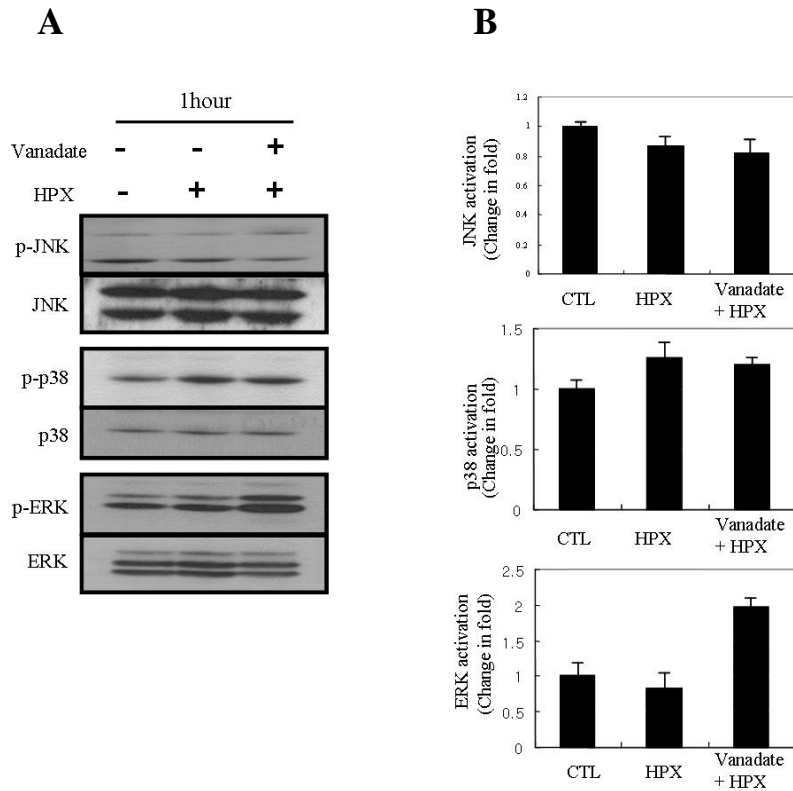 A
1hour
Vanadate - - +
HPX - + +
p-JNK
JNK
p-p38
p38
p-ERK
ERK
B
JNK activation
(Change in fold)
1.2
1
0.8
0.6
0.4
0.2
0
CTL HPX Vanadate
+ HPX
p38 activation
(Change in fold)
1.5
1
0.5
0
CTL HPX Vanadate
+ HPX
ERK activation
(Change in fold)
2.5
2
1.5
1
0.5
0
CTL HPX Vanadate
+ HPX